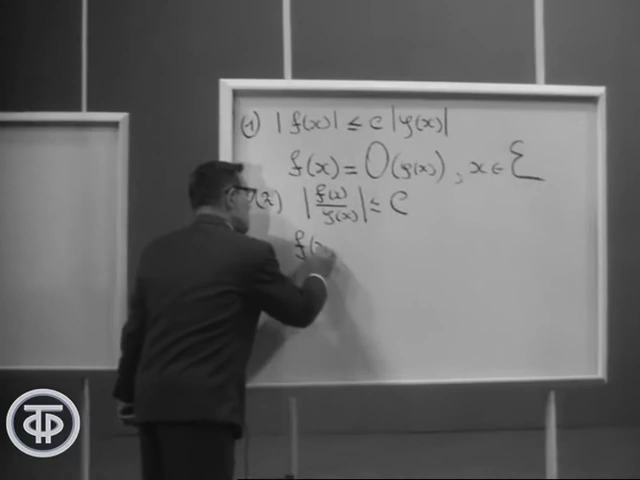 (1) |f(x)| ≤ C |φ(x)|
f(x) = O(φ(x)), x ∈ E
(2) |f(x)/φ(x)| ≤ C
f(x